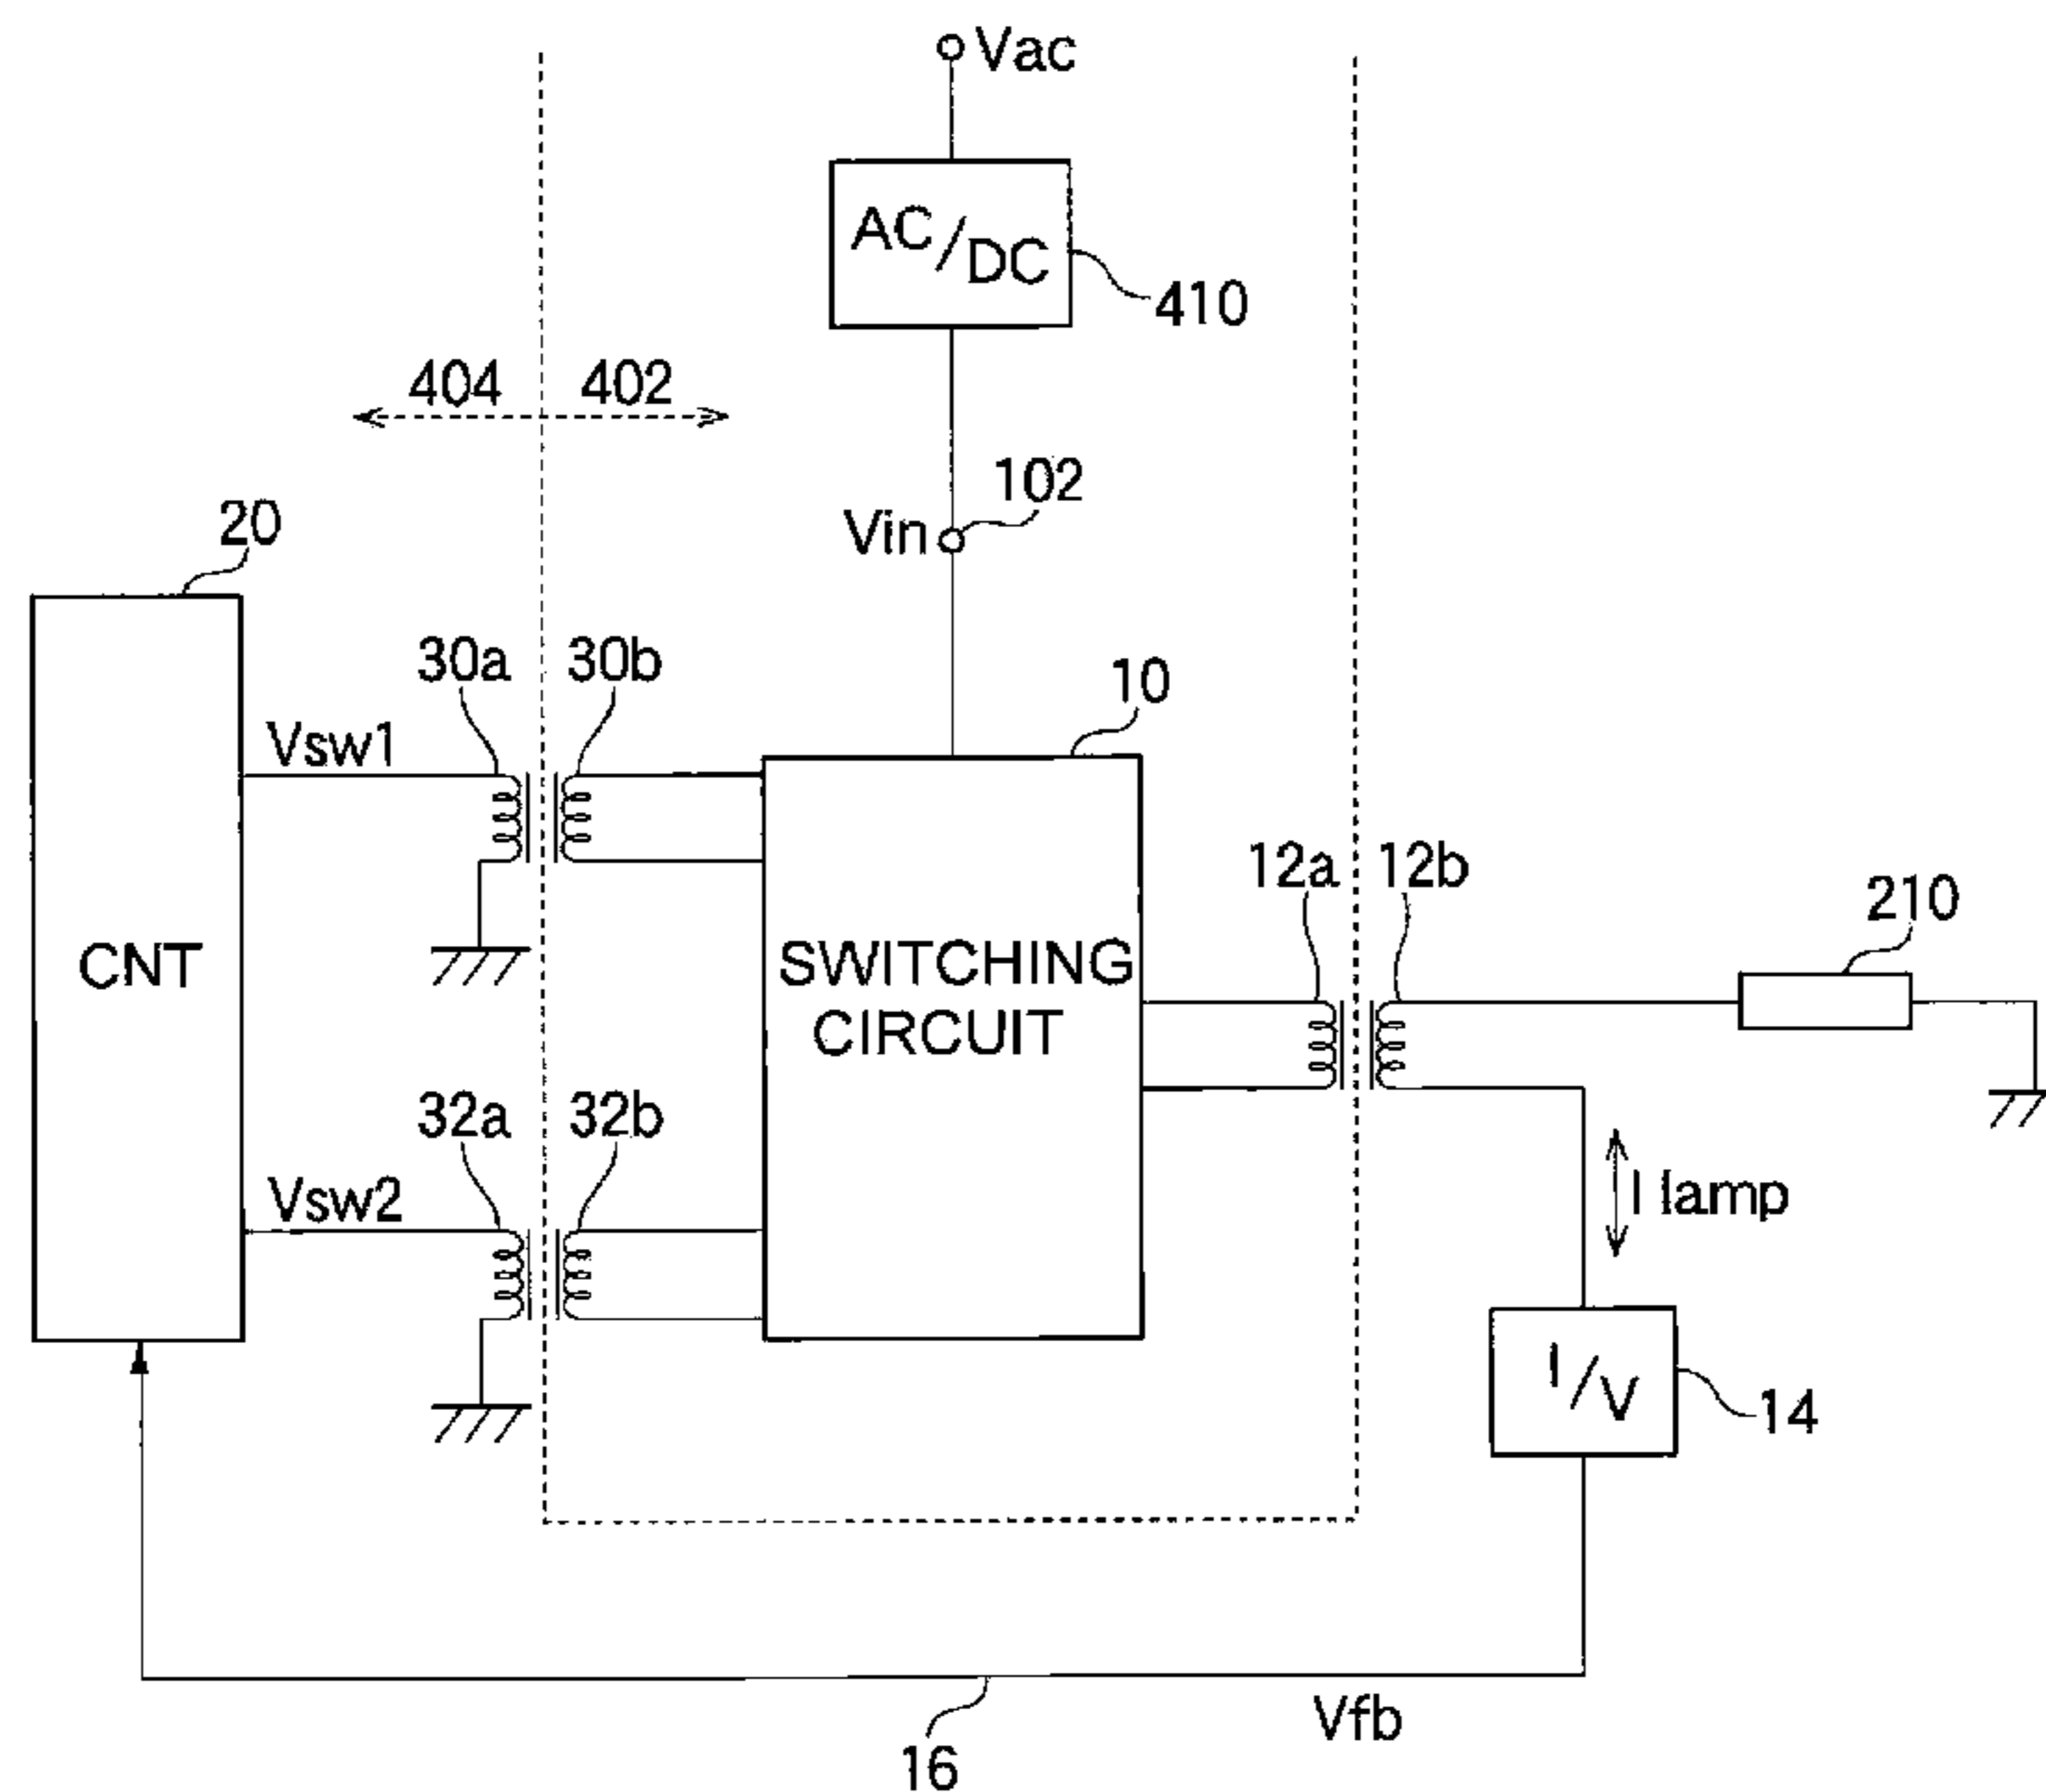 Vac
AC/DC
410
404
402
102
Vin
20
30a
30b
10
Vsw1
12a
12b
210
CNT
SWITCHING
CIRCUIT
32a
32b
Vsw2
I lamp
I/V
14
Vfb
16